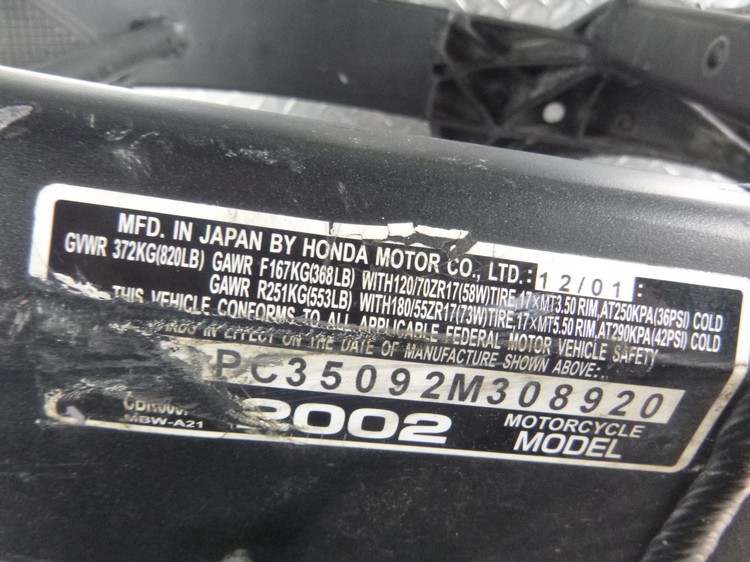 MFD. IN JAPAN BY HONDA MOTOR CO., LTD.: 12/01 :
GVWR 372KG(820LB) GAWR F167KG(368LB) WITH120/70ZR17(58W)TIRE,17×MT3.50 RIM,AT250KPA(36PSI) COLD
GAWR R251KG(553LB) WITH180/55ZR17(73W)TIRE,17×MT5.50 RIM,AT290KPA(42PSI) COLD
THIS VEHICLE CONFORMS TO ALL APPLICABLE FEDERAL MOTOR VEHICLE SAFETY
IN EFFECT ON THE DATE OF MANUFACTURE SHOWN ABOVE:
PC35092M308920
MBW-A21
2002 MOTORCYCLE MODEL